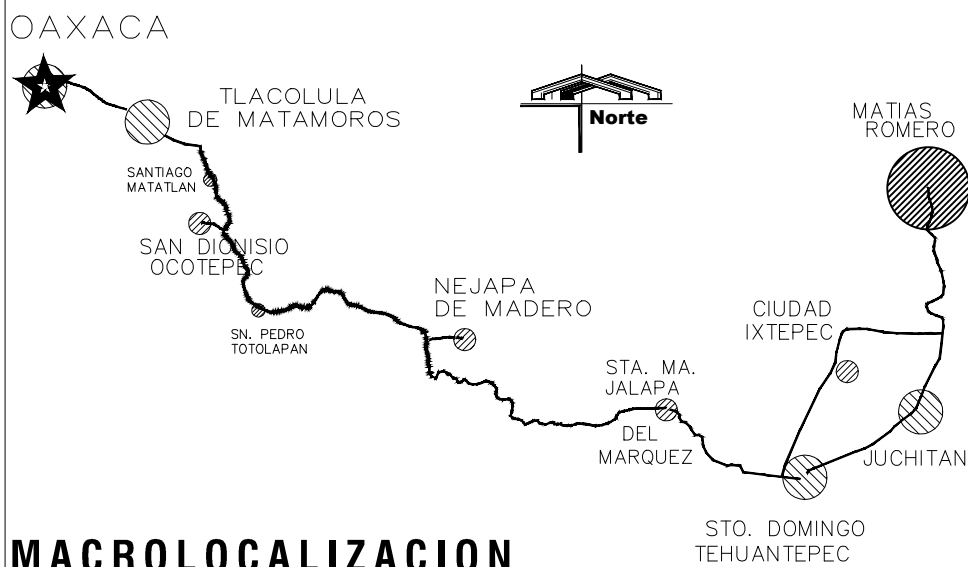 OAXACA
TLACOLULA
DE MATAMOROS
Norte
MATIAS
ROMERO
SANTIAGO
MATATLAN
SAN DIONISIO
OCOTEPEC
NEJAPA
DE MADERO
CIUDAD
IXTEPEC
SN. PEDRO
TOTOLAPAN
STA. MA.
JALAPA
DEL
MARQUEZ
JUCHITAN
STO. DOMINGO
TEHUANTEPEC
MACROLOCALIZACION